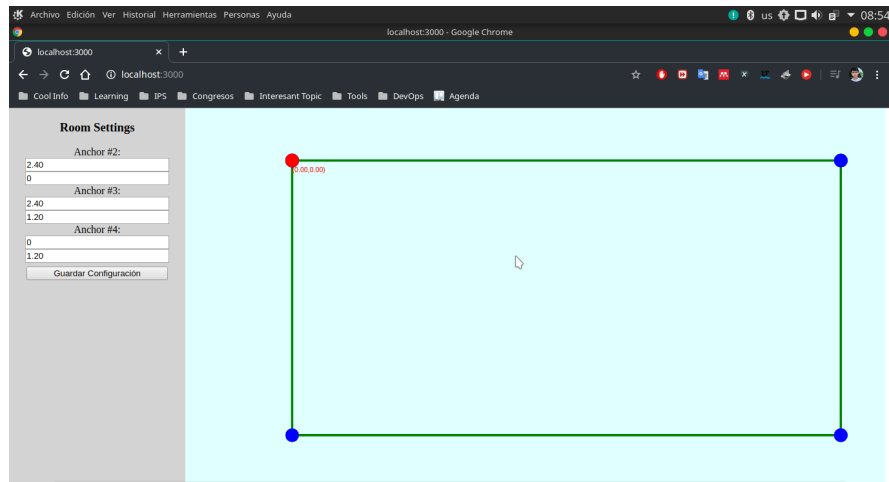 Archivo Edición Ver Historial Herramientas Personas Ayuda
us
08:54
localhost:3000 - Google Chrome
localhost:3000
localhost:3000
Cool Info Learning IPS Congresos Interesant Topic Tools DevOps Agenda
Room Settings
Anchor #2:
2.40
0
Anchor #3:
2.40
1.20
Anchor #4:
0
1.20
Guardar Configuración
(0.00,0.00)